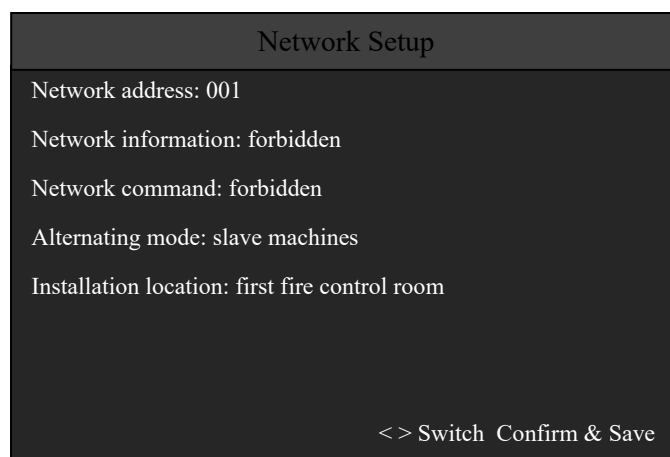 Network Setup
Network address: 001
Network information: forbidden
Network command: forbidden
Alternating mode: slave machines
Installation location: first fire control room
< > Switch Confirm & Save